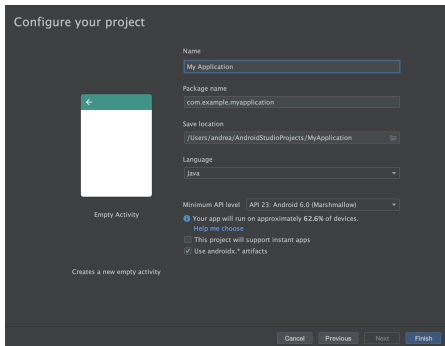 Configure your project
Name
My Application
Package name
com.example.myapplication
Save location
/Users/andrea/AndroidStudioProjects/MyApplication
Language
Java
Minimum API level API 23: Android 6.0 (Marshmallow)
Empty Activity
Your app will run on approximately 62.6% of devices.
Help me choose
This project will support instant apps
Use androidx.* artifacts
Creates a new empty activity
Cancel Previous Next Finish